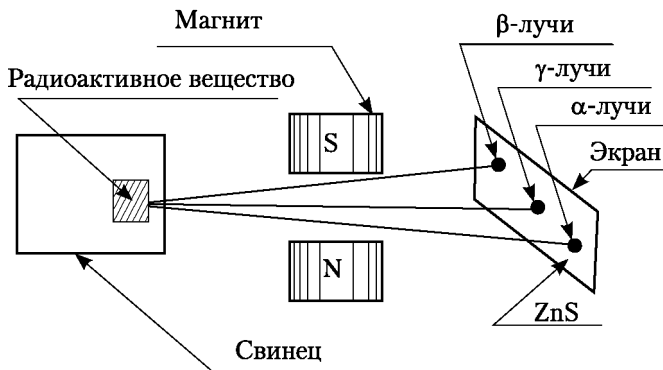 Магнит
β-лучи
Радиоактивное вещество
γ-лучи
α-лучи
Экран
S
N
ZnS
Свинец